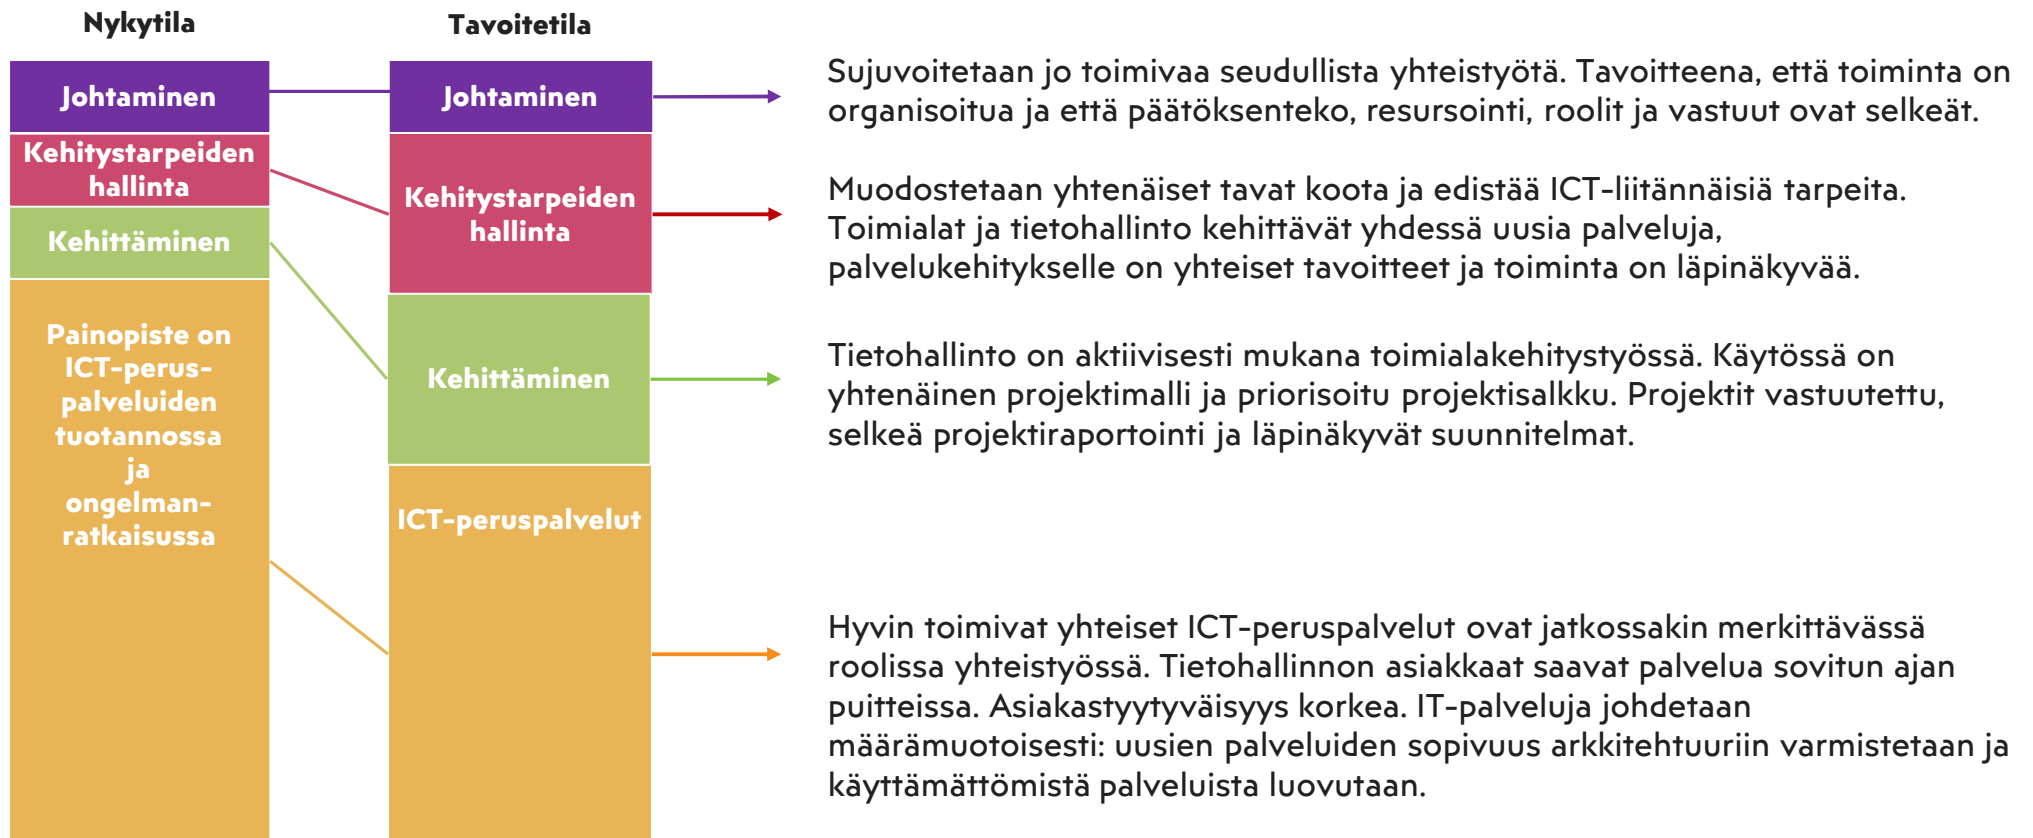 Nykytila
Johtaminen
Kehitystarpeiden
hallinta
Kehittäminen
Painopiste on
ICT-perus-
palveluiden
tuotannossa
ja
ongelman-
ratkaisussa
Tavoitetila
Johtaminen
Kehitystarpeiden
hallinta
Kehittäminen
ICT-peruspalvelut
Sujuvoitetaan jo toimivaa seudullista yhteistyötä. Tavoitteena, että toiminta on
organisoitua ja että päätöksenteko, resursointi, roolit ja vastuut ovat selkeät.
Muodostetaan yhtenäiset tavat koota ja edistää ICT-liitännäisiä tarpeita.
Toimialat ja tietohallinto kehittävät yhdessä uusia palveluja,
palvelukehitykselle on yhteiset tavoitteet ja toiminta on läpinäkyvää.
Tietohallinto on aktiivisesti mukana toimialakehitystyössä. Käytössä on
yhtenäinen projektimalli ja priorisoitu projektisalkku. Projektit vastuutettu,
selkeä projektiraportointi ja läpinäkyvät suunnitelmat.
Hyvin toimivat yhteiset ICT-peruspalvelut ovat jatkossakin merkittävässä
roolissa yhteistyössä. Tietohallinnon asiakkaat saavat palvelua sovitun ajan
puitteissa. Asiakastyytyväisyys korkea. IT-palveluja johdetaan
määrämuotoisesti: uusien palveluiden sopivuus arkkitehtuuriin varmistetaan ja
käyttämättömistä palveluista luovutaan.